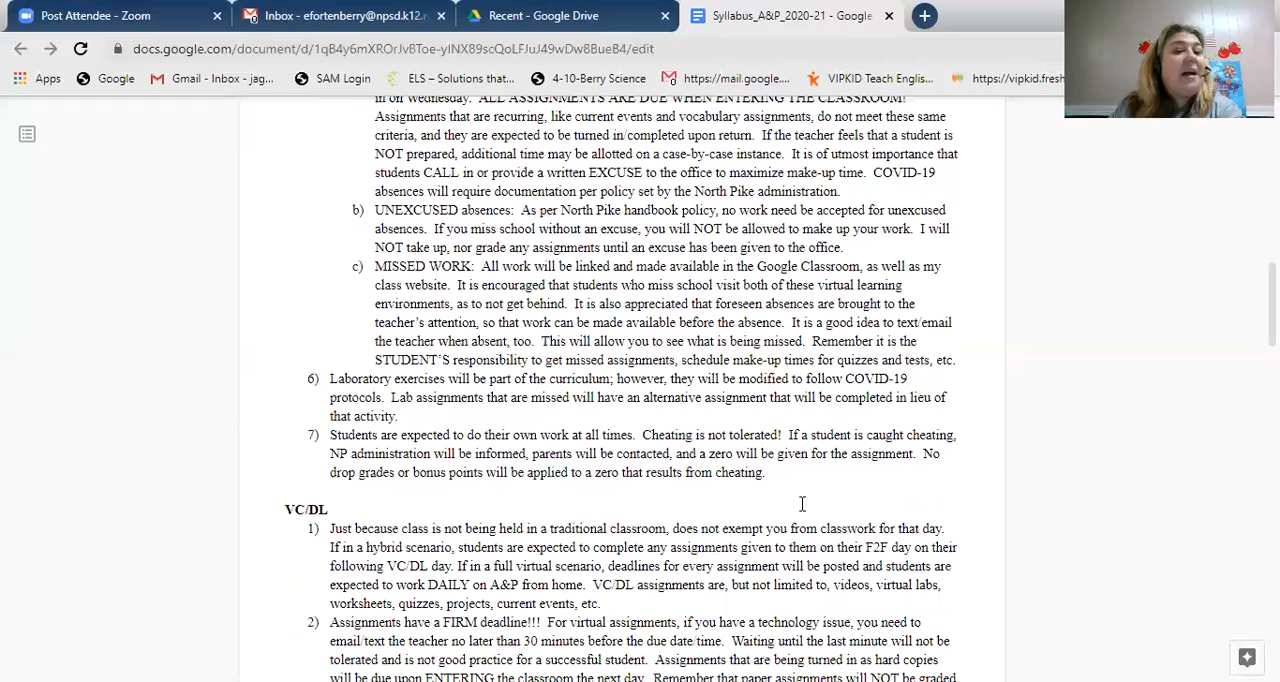 Post Attendee - Zoom
Inbox - efortenberry@npsd.k12.
Recent - Google Drive
Syllabus_A&P_2020-21 - Google
docs.google.com/document/d/1qB4y6mXROrJvBToe-yINX89scQoLFJuJ49wDw8BueB4/edit
Apps
Google
Gmail - Inbox - jag...
SAM Login
ELS – Solutions that...
4-10-Berry Science
https://mail.google....
VIPKID Teach Englis...
https://vipkid.fresh
in on Wednesday. ALL ASSIGNMENTS ARE DUE WHEN ENTERING THE CLASSROOM!
Assignments that are recurring, like current events and vocabulary assignments, do not meet these same
criteria, and they are expected to be turned in/completed upon return. If the teacher feels that a student is
NOT prepared, additional time may be allotted on a case-by-case instance. It is of utmost importance that
students CALL in or provide a written EXCUSE to the office to maximize make-up time. COVID-19
absences will require documentation per policy set by the North Pike administration.
b) UNEXCUSED absences: As per North Pike handbook policy, no work need be accepted for unexcused
absences. If you miss school without an excuse, you will NOT be allowed to make up your work. I will
NOT take up, nor grade any assignments until an excuse has been given to the office.
c) MISSED WORK: All work will be linked and made available in the Google Classroom, as well as my
class website. It is encouraged that students who miss school visit both of these virtual learning
environments, as to not get behind. It is also appreciated that foreseen absences are brought to the
teacher's attention, so that work can be made available before the absence. It is a good idea to text/email
the teacher when absent, too. This will allow you to see what is being missed. Remember it is the
STUDENT'S responsibility to get missed assignments, schedule make-up times for quizzes and tests, etc.
6) Laboratory exercises will be part of the curriculum; however, they will be modified to follow COVID-19
protocols. Lab assignments that are missed will have an alternative assignment that will be completed in lieu of
that activity.
7) Students are expected to do their own work at all times. Cheating is not tolerated! If a student is caught cheating,
NP administration will be informed, parents will be contacted, and a zero will be given for the assignment. No
drop grades or bonus points will be applied to a zero that results from cheating.
VC/DL
1) Just because class is not being held in a traditional classroom, does not exempt you from classwork for that day.
If in a hybrid scenario, students are expected to complete any assignments given to them on their F2F day on their
following VC/DL day. If in a full virtual scenario, deadlines for every assignment will be posted and students are
expected to work DAILY on A&P from home. VC/DL assignments are, but not limited to, videos, virtual labs,
worksheets, quizzes, projects, current events, etc.
2) Assignments have a FIRM deadline!!! For virtual assignments, if you have a technology issue, you need to
email/text the teacher no later than 30 minutes before the due date/time. Waiting until the last minute will not be
tolerated and is not good practice for a successful student. Assignments that are being turned in as hard copies
will be due upon ENTERING the classroom the next day. Remember that paper assignments will NOT be graded